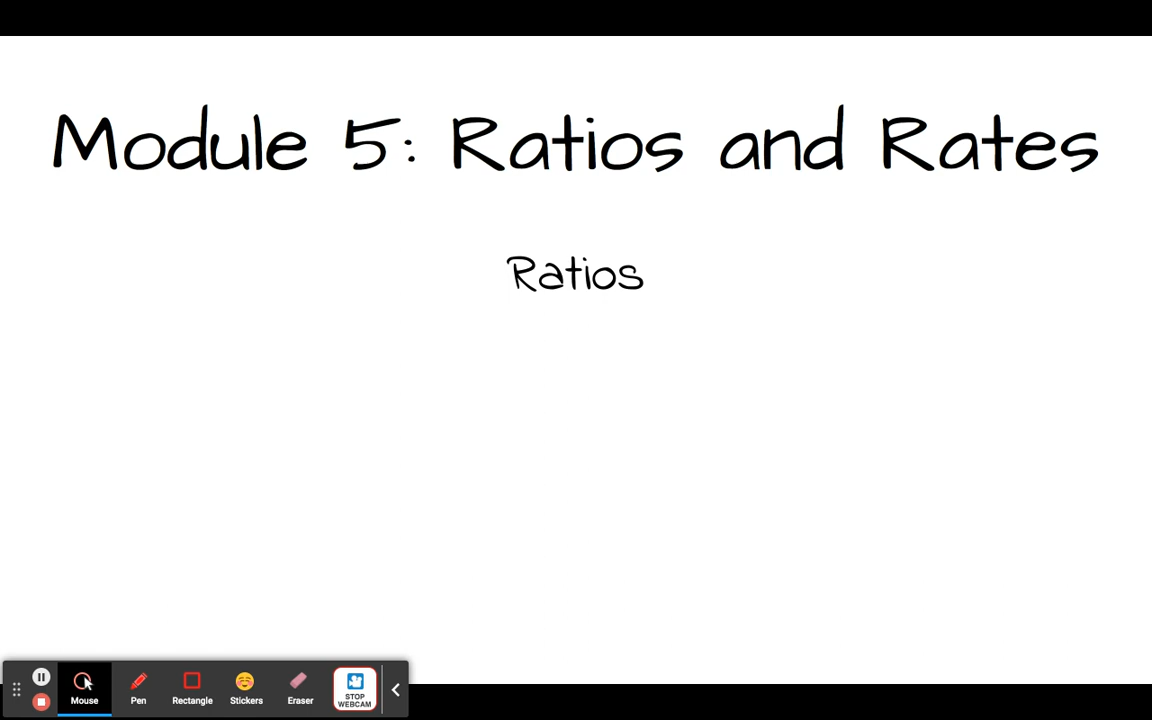 Module 5: Ratios and Rates
Ratios
Mouse
Pen
Rectangle
Stickers
Eraser
STOP
WEBCAM